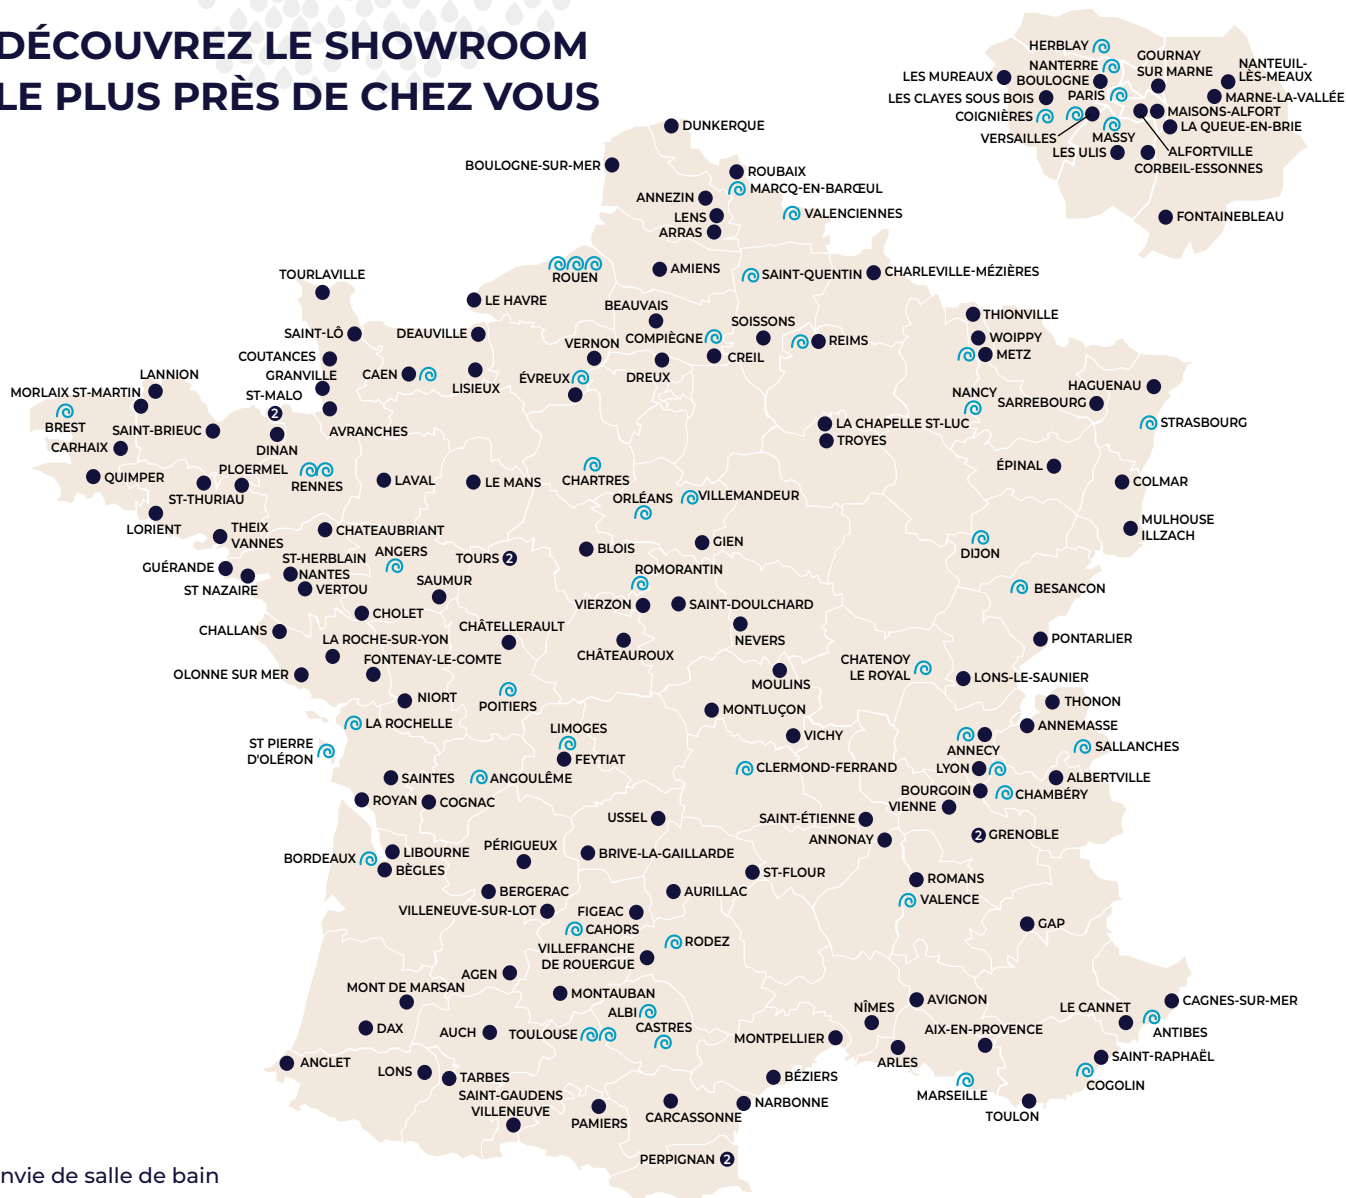 DÉCOUVREZ LE SHOWROOM
LE PLUS PRÈS DE CHEZ VOUS
HERBLAY
NANTERRE
BOULOGNE
PARIS
LES MUREAUX
LES CLAYES SOUS BOIS
COIGNIÈRES
VERSAILLES
MASSY
LES ULIS
GOURNAY
SUR MARNE
NANTEUIL-
LÈS-MEAUX
MARNE-LA-VALLÉE
MAISONS-ALFORT
LA QUEUE-EN-BRIE
ALFORTVILLE
CORBEIL-ESSONNES
FONTAINEBLEAU
DUNKERQUE
BOULOGNE-SUR-MER
ROUBAIX
MARCQ-EN-BARŒUL
ANNEZIN
LENS
ARRAS
VALENCIENNES
AMIENS
SAINT-QUENTIN
CHARLEVILLE-MÉZIÈRES
ROUEN
TOURLAVILLE
LE HAVRE
BEAUVAIS
SOISSONS
THIONVILLE
SAINT-LÔ
DEAUVILLE
VERNON
COMPIÈGNE
REIMS
WOIPPY
METZ
COUTANCES
GRANVILLE
CAEN
LISIEUX
ÉVREUX
DREUX
CREIL
LANNION
MORLAIX ST-MARTIN
BREST
ST-MALO
2
NANCY
HAGUENAU
SARREBOURG
STRASBOURG
SAINT-BRIEUC
CARHAIX
DINAN
AVRANCHES
LA CHAPELLE ST-LUC
TROYES
QUIMPER
PLOERMEL
ST-THURIAU
RENNES
LAVAL
LE MANS
CHARTRES
ORLÉANS
VILLEMANDEUR
ÉPINAL
COLMAR
LORIENT
THEIX
VANNES
CHATEAUBRIANT
MULHOUSE
ILLZACH
GUÉRANDE
ST NAZAIRE
ST-HERBLAIN
NANTES
VERTOU
ANGERS
SAUMUR
TOURS 2
BLOIS
GIEN
DIJON
ROMORANTIN
BESANCON
VIERZON
SAINT-DOULCHARD
CHOLET
CHALLANS
LA ROCHE-SUR-YON
FONTENAY-LE-COMTE
CHÂTELLERAULT
CHÂTEAUROUX
NEVERS
PONTARLIER
OLONNE SUR MER
CHATENOY
LE ROYAL
LONS-LE-SAUNIER
MOULINS
NIORT
POITIERS
MONTLUÇON
THONON
LA ROCHELLE
LIMOGES
FEYTIAT
VICHY
ANNEMASSE
ANNECY
SALLANCHES
ST PIERRE
D'OLÉRON
SAINTES
ANGOULÊME
CLERMOND-FERRAND
LYON
ALBERTVILLE
ROYAN
COGNAC
BOURGOIN
VIENNE
CHAMBÉRY
USSEL
SAINT-ÉTIENNE
ANNONAY
2 GRENOBLE
BORDEAUX
LIBOURNE
BÈGLES
PÉRIGUEUX
BRIVE-LA-GAILLARDE
ST-FLOUR
ROMANS
VALENCE
BERGERAC
AURILLAC
VILLENEUVE-SUR-LOT
FIGEAC
CAHORS
RODEZ
GAP
VILLEFRANCHE
DE ROUERGUE
AGEN
MONT DE MARSAN
MONTAUBAN
ALBI
CASTRES
NÎMES
AVIGNON
LE CANNET
CAGNES-SUR-MER
ANTIBES
DAX
AUCH
TOULOUSE
MONTPELLIER
AIX-EN-PROVENCE
ARLES
SAINT-RAPHAËL
COGOLIN
ANGLET
LONS
TARBES
SAINT-GAUDENS
VILLENEUVE
BÉZIERS
MARSEILLE
PAMIERS
CARCASSONNE
NARBONNE
TOULON
PERPIGNAN 2
nvie de salle de bain